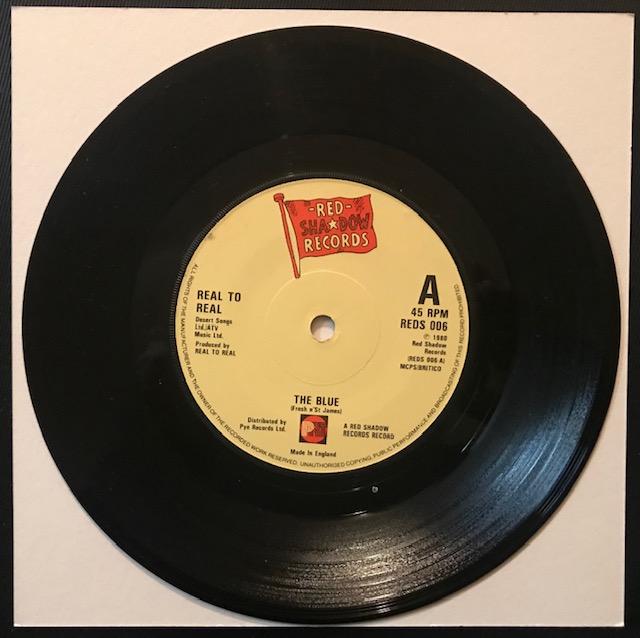 -RED-
SHADOW
RECORDS
REAL TO
REAL
Desert Songs
Ltd./ATV
Music Ltd.
Produced by
REAL TO REAL
A
45 RPM
REDS 006
℗ 1980
Red Shadow
Records
(REDS 006 A)
MCPS/BRITICO
THE BLUE
(Fresh n' St James)
Distributed by
Pye Records Ltd.
A RED SHADOW
RECORDS RECORD
Made in England
ALL RIGHTS OF THE MANUFACTURER AND THE OWNER OF THE RECORDED WORK RESERVED. UNAUTHORISED COPYING, PUBLIC PERFORMANCE AND BROADCASTING OF THIS RECORD PROHIBITED.